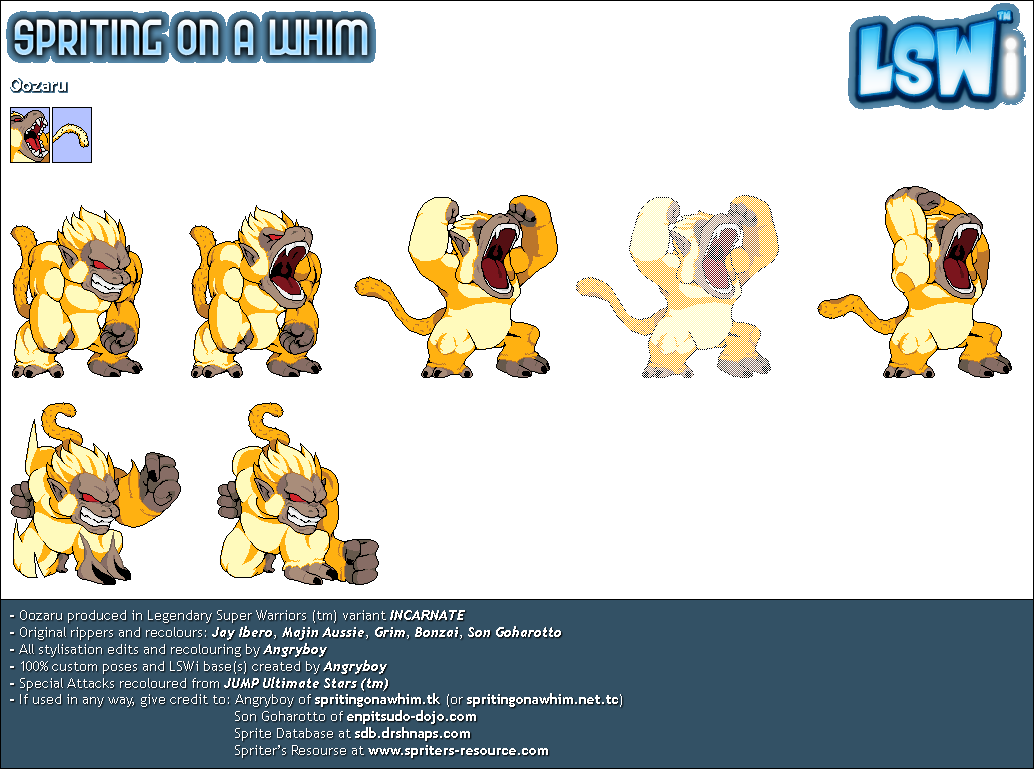 SPRITING ON A WHIM
LSWi™
Oozaru
- Oozaru produced in Legendary Super Warriors (tm) variant INCARNATE
- Original rippers and recolours: Jay Ibero, Majin Aussie, Grim, Bonzai, Son Goharotto
- All stylisation edits and recolouring by Angryboy
- 100% custom poses and LSWi base(s) created by Angryboy
- Special Attacks recoloured from JUMP Ultimate Stars (tm)
- If used in any way, give credit to: Angryboy of spritingonawhim.tk (or spritingonawhim.net.tc)
Son Goharotto of enpitsudo-dojo.com
Sprite Database at sdb.drshnaps.com
Spriter's Resourse at www.spriters-resource.com